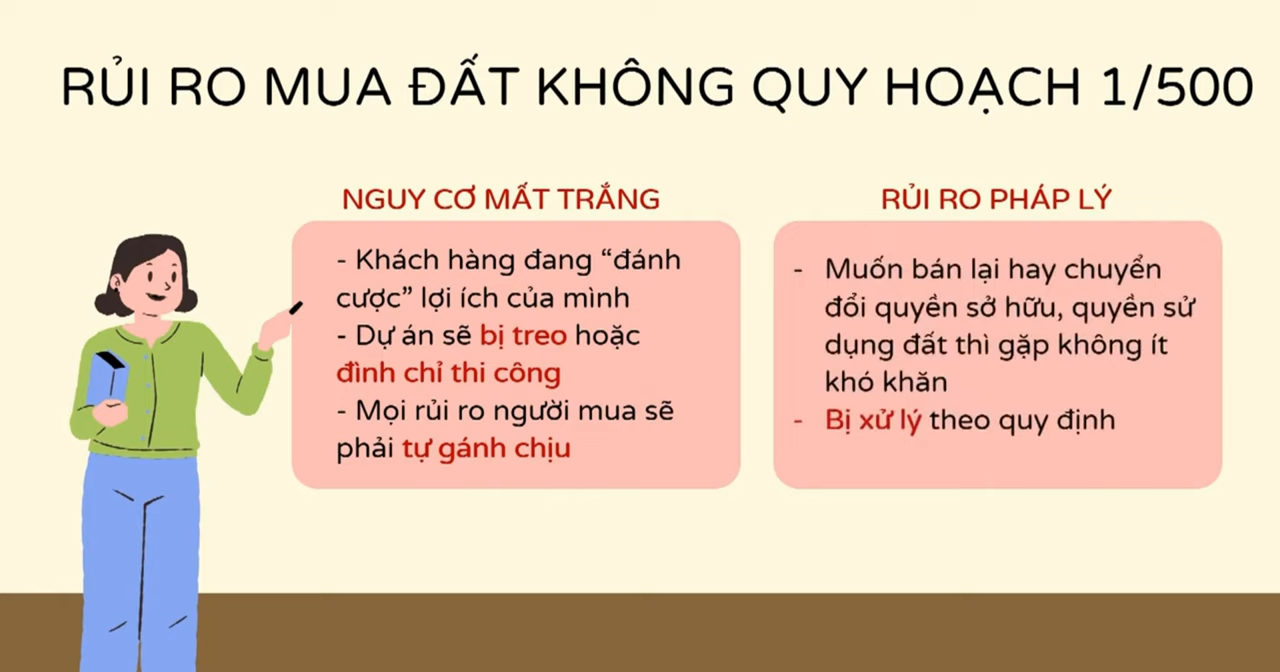 RỦI RO MUA ĐẤT KHÔNG QUY HOẠCH 1/500
NGUY CƠ MẤT TRẮNG
- Khách hàng đang “đánh
cược” lợi ích của mình
- Dự án sẽ bị treo hoặc
đình chỉ thi công
- Mọi rủi ro người mua sẽ
phải tự gánh chịu
RỦI RO PHÁP LÝ
- Muốn bán lại hay chuyển
đổi quyền sở hữu, quyền sử
dụng đất thì gặp không ít
khó khăn
- Bị xử lý theo quy định